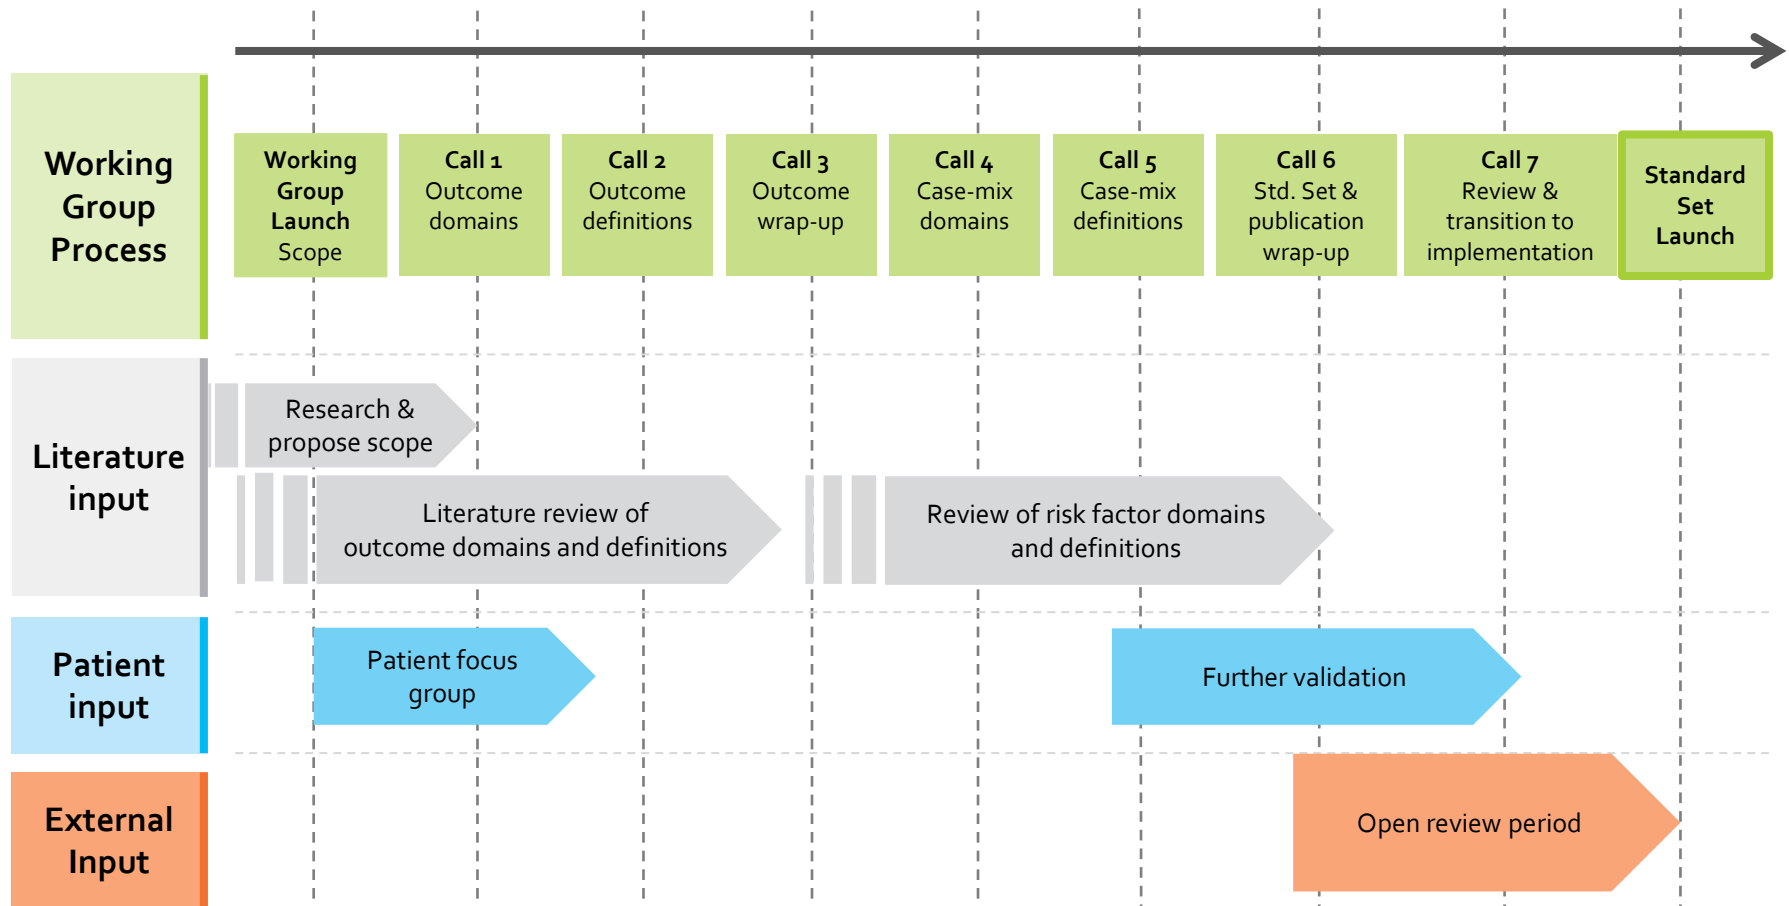 Working
Group
Process
Working
Group
Launch
Scope
Call 1
Outcome
domains
Call 2
Outcome
definitions
Call 3
Outcome
wrap-up
Call 4
Case-mix
domains
Call 5
Case-mix
definitions
Call 6
Std. Set &
publication
wrap-up
Call 7
Review &
transition to
implementation
Standard
Set
Launch
Literature
input
Research &
propose scope
Literature review of
outcome domains and definitions
Review of risk factor domains
and definitions
Patient
input
Patient focus
group
Further validation
External
Input
Open review period